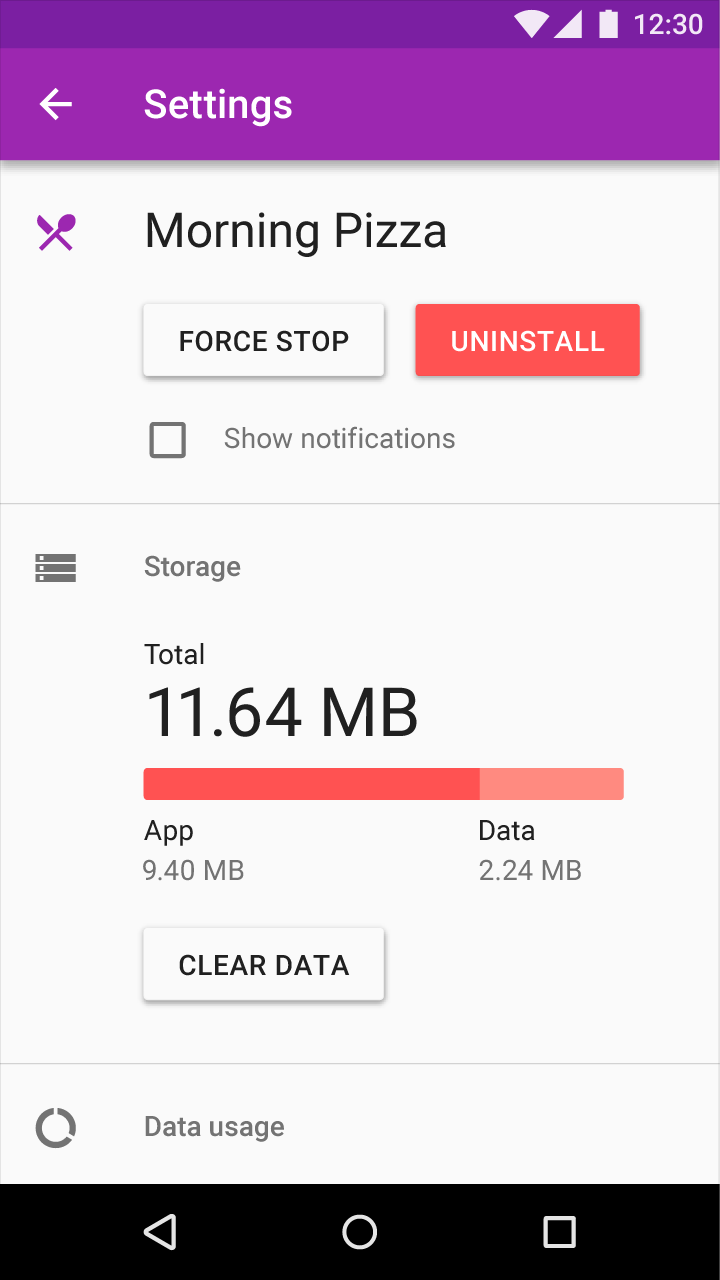 12:30
Settings
Morning Pizza
FORCE STOP UNINSTALL
Show notifications
Storage
Total
11.64 MB
App Data
9.40 MB 2.24 MB
CLEAR DATA
Data usage